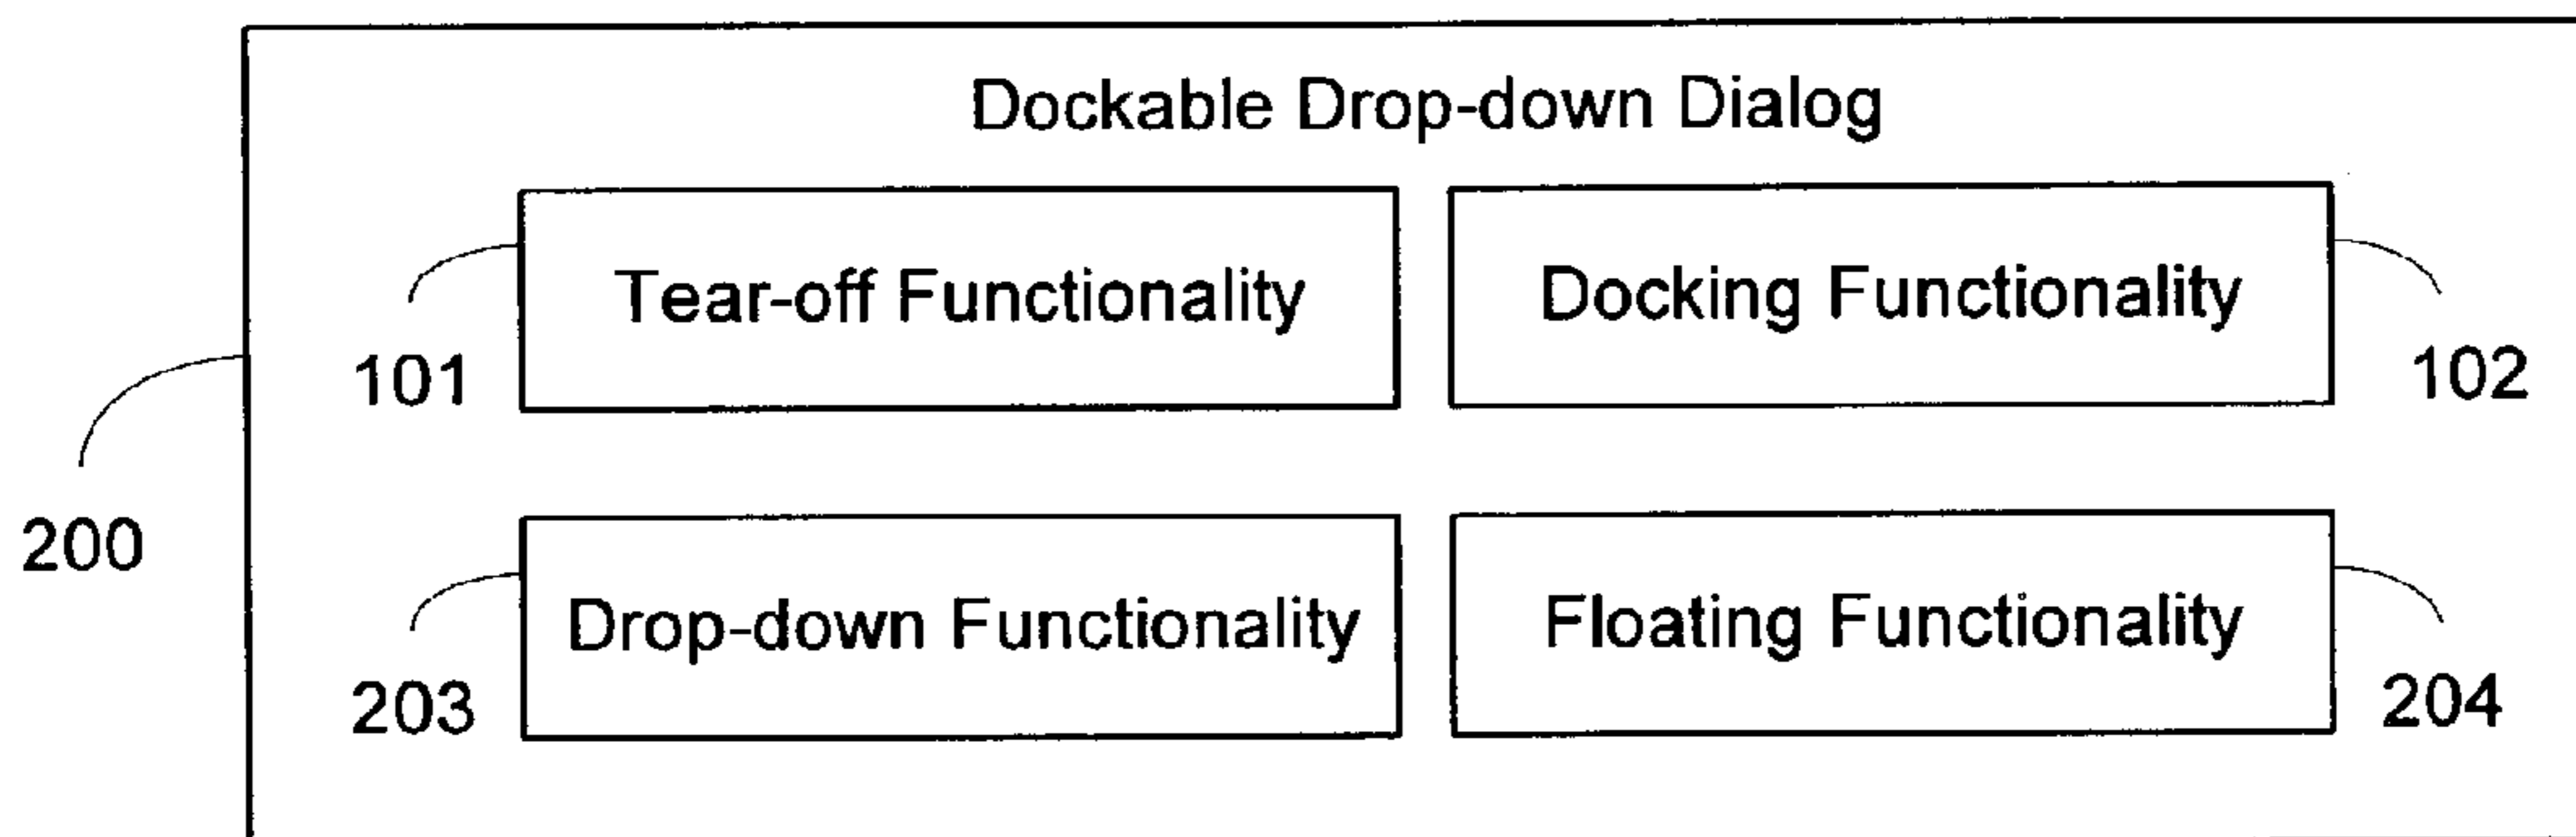 Dockable Drop-down Dialog
Tear-off Functionality
Docking Functionality
101
102
200
Drop-down Functionality
Floating Functionality
203
204